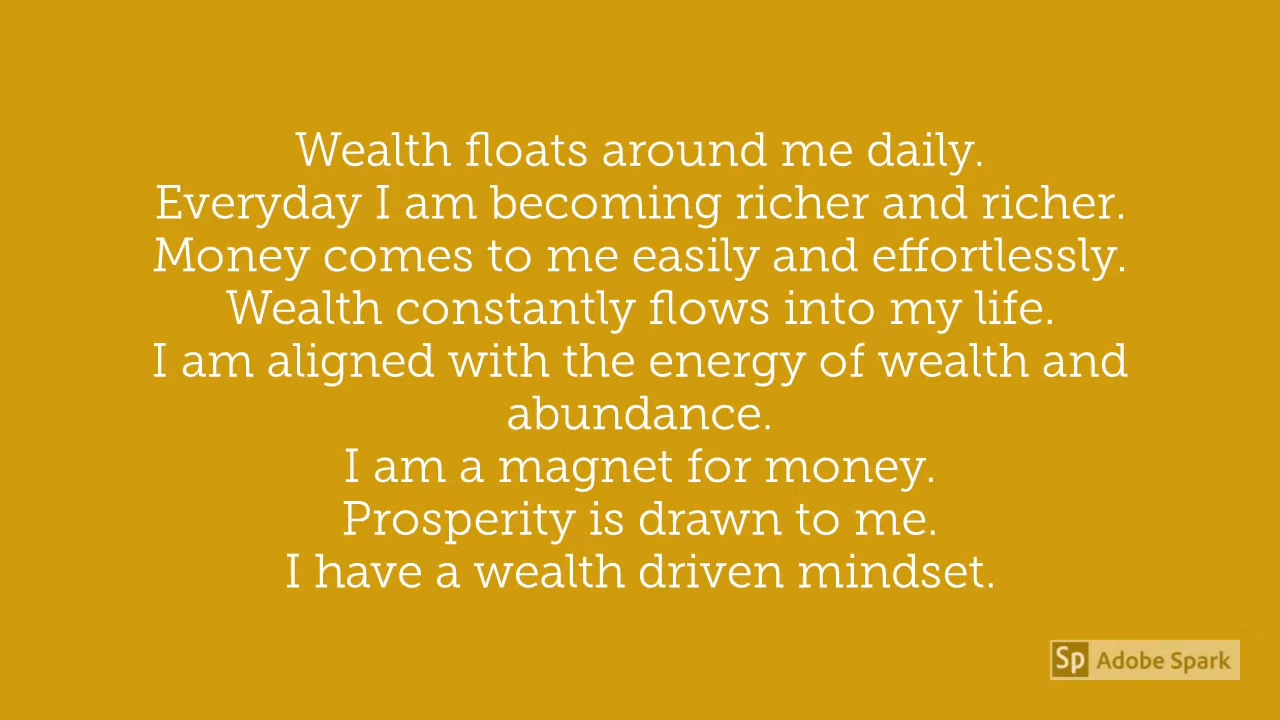 Wealth floats around me daily.
Everyday I am becoming richer and richer.
Money comes to me easily and effortlessly.
Wealth constantly flows into my life.
I am aligned with the energy of wealth and
abundance.
I am a magnet for money.
Prosperity is drawn to me.
I have a wealth driven mindset.
Sp Adobe Spark